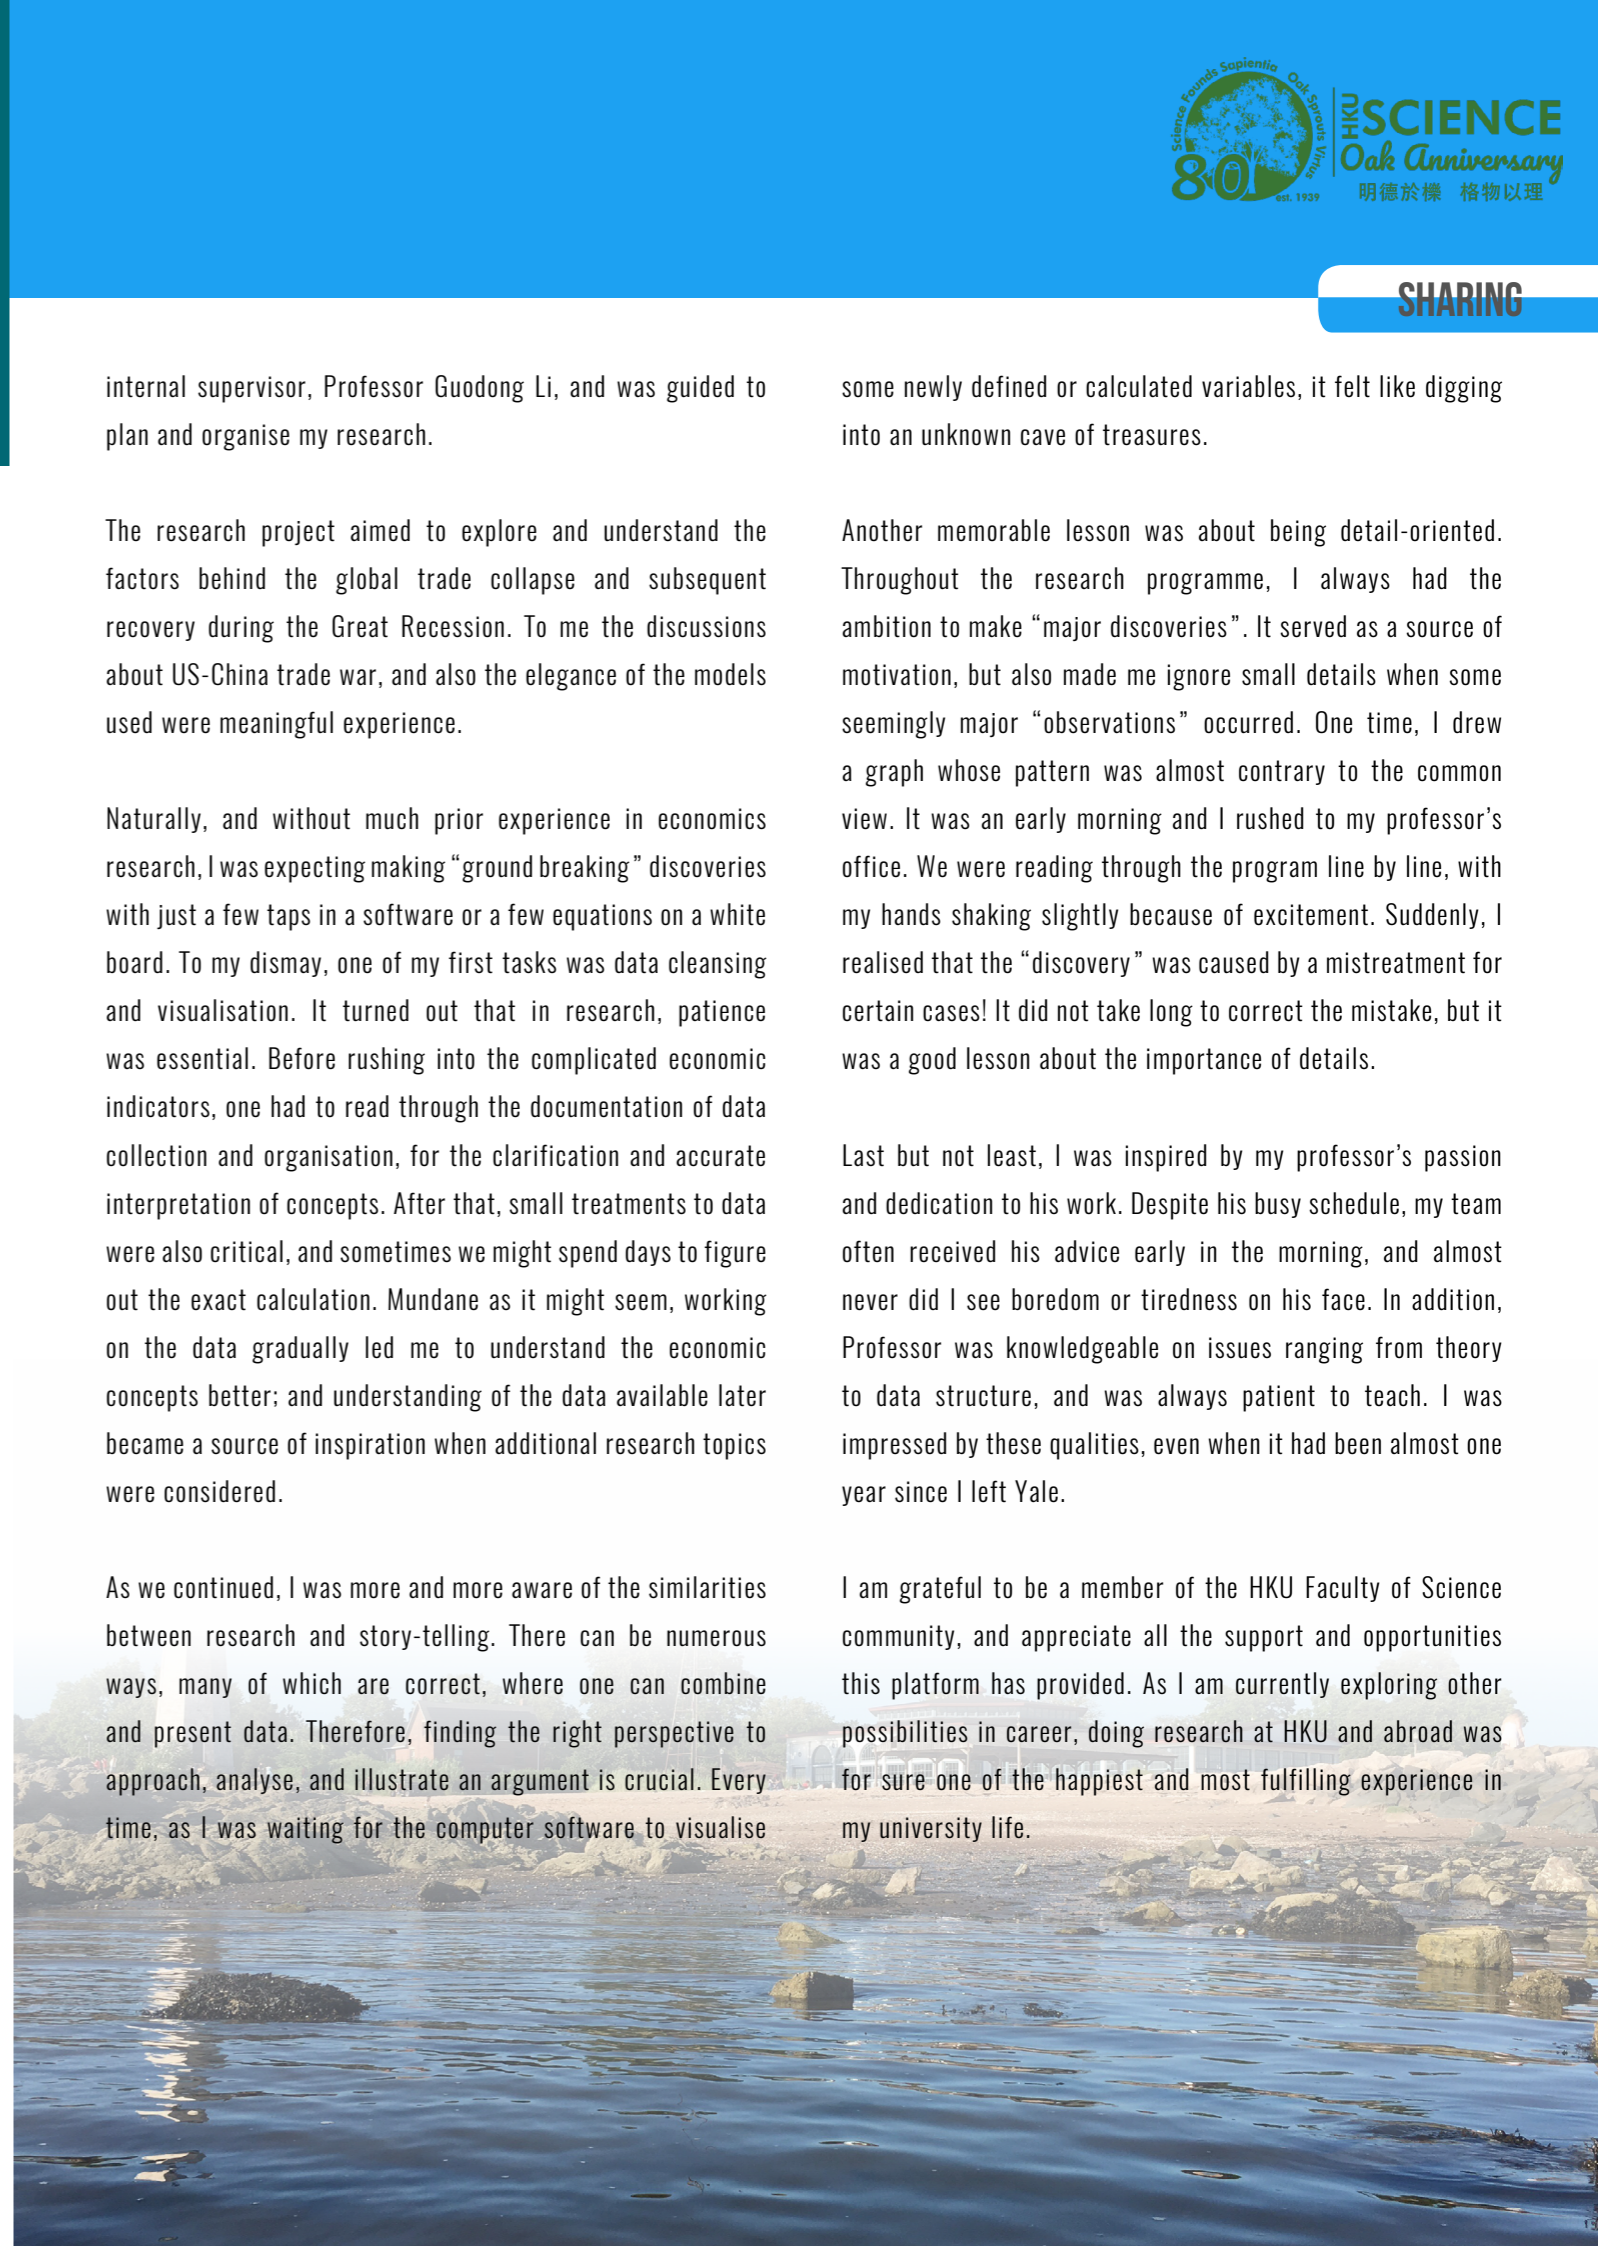 Science Founds Sapientia Oak Sprouts Virtus
80
est. 1939
HKU SCIENCE
Oak Anniversary
明德於櫟 格物以理
SHARING
internal supervisor, Professor Guodong Li, and was guided to
plan and organise my research.
The research project aimed to explore and understand the
factors behind the global trade collapse and subsequent
recovery during the Great Recession. To me the discussions
about US-China trade war, and also the elegance of the models
used were meaningful experience.
Naturally, and without much prior experience in economics
research, I was expecting making “ground breaking” discoveries
with just a few taps in a software or a few equations on a white
board. To my dismay, one of my first tasks was data cleansing
and visualisation. It turned out that in research, patience
was essential. Before rushing into the complicated economic
indicators, one had to read through the documentation of data
collection and organisation, for the clarification and accurate
interpretation of concepts. After that, small treatments to data
were also critical, and sometimes we might spend days to figure
out the exact calculation. Mundane as it might seem, working
on the data gradually led me to understand the economic
concepts better; and understanding of the data available later
became a source of inspiration when additional research topics
were considered.
As we continued, I was more and more aware of the similarities
between research and story-telling. There can be numerous
ways, many of which are correct, where one can combine
and present data. Therefore, finding the right perspective to
approach, analyse, and illustrate an argument is crucial. Every
time, as I was waiting for the computer software to visualise
some newly defined or calculated variables, it felt like digging
into an unknown cave of treasures.
Another memorable lesson was about being detail-oriented.
Throughout the research programme, I always had the
ambition to make “major discoveries”. It served as a source of
motivation, but also made me ignore small details when some
seemingly major “observations” occurred. One time, I drew
a graph whose pattern was almost contrary to the common
view. It was an early morning and I rushed to my professor’s
office. We were reading through the program line by line, with
my hands shaking slightly because of excitement. Suddenly, I
realised that the “discovery” was caused by a mistreatment for
certain cases! It did not take long to correct the mistake, but it
was a good lesson about the importance of details.
Last but not least, I was inspired by my professor’s passion
and dedication to his work. Despite his busy schedule, my team
often received his advice early in the morning, and almost
never did I see boredom or tiredness on his face. In addition,
Professor was knowledgeable on issues ranging from theory
to data structure, and was always patient to teach. I was
impressed by these qualities, even when it had been almost one
year since I left Yale.
I am grateful to be a member of the HKU Faculty of Science
community, and appreciate all the support and opportunities
this platform has provided. As I am currently exploring other
possibilities in career, doing research at HKU and abroad was
for sure one of the happiest and most fulfilling experience in
my university life.